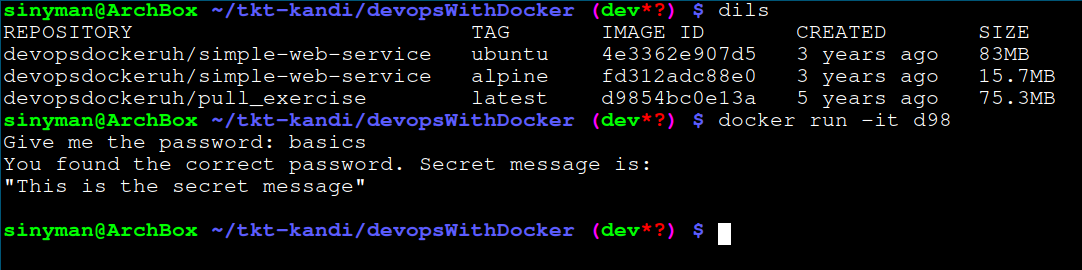 sinyman@ArchBox ~/tkt-kandi/devopsWithDocker (dev*?) $ dils
REPOSITORY TAG IMAGE ID CREATED SIZE
devopsdockeruh/simple-web-service ubuntu 4e3362e907d5 3 years ago 83MB
devopsdockeruh/simple-web-service alpine fd312adc88e0 3 years ago 15.7MB
devopsdockeruh/pull_exercise latest d9854bc0e13a 5 years ago 75.3MB
sinyman@ArchBox ~/tkt-kandi/devopsWithDocker (dev*?) $ docker run -it d98
Give me the password: basics
You found the correct password. Secret message is:
"This is the secret message"
sinyman@ArchBox ~/tkt-kandi/devopsWithDocker (dev*?) $